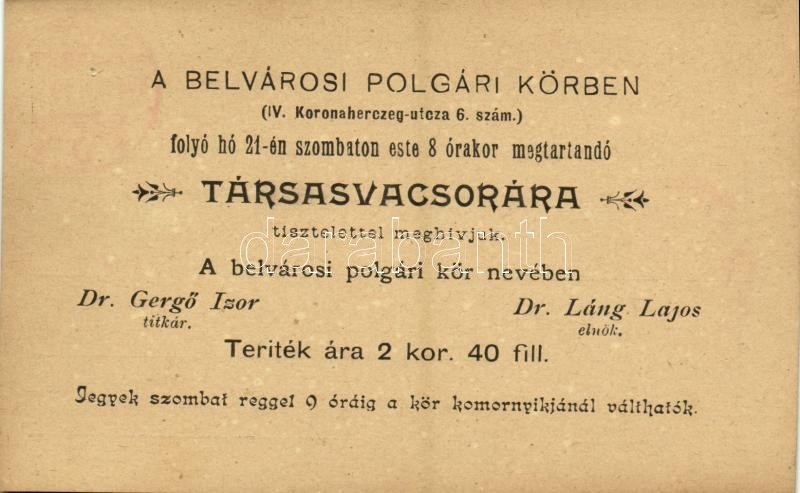 A BELVÁROSI POLGÁRI KÖRBEN
(IV. Koronaherczeg-utcza 6. szám.)
folyó hó 21-én szombaton este 8 órakor megtartandó
TÁRSASVACSORÁRA
tisztelettel meghivjuk.
darabanth
A belvárosi polgári kör nevében
Dr. Gergő Izor
titkár.
Dr. Láng Lajos
elnök.
Teriték ára 2 kor. 40 fill.
Jegyek szombat reggel 9 óráig a kör komornyikjánál válthatók.